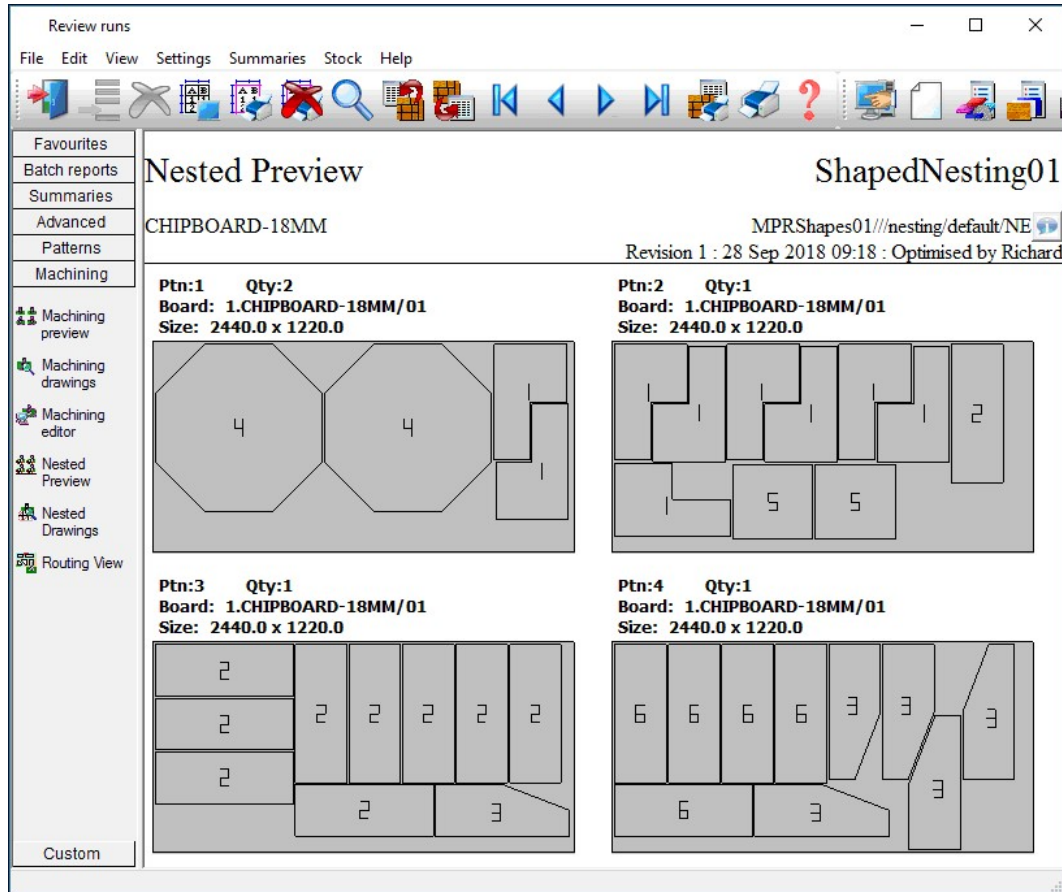 Review runs
File Edit View Settings Summaries Stock Help
Favourites
Batch reports
Summaries
Advanced
Patterns
Machining
Machining
preview
Machining
drawings
Machining
editor
Nested
Preview
Nested
Drawings
Routing View
Custom
Nested Preview
ShapedNesting01
CHIPBOARD-18MM
MPRShapes01///nesting/default/NE
Revision 1 : 28 Sep 2018 09:18 : Optimised by Richard
Ptn:1 Qty:2
Board: 1.CHIPBOARD-18MM/01
Size: 2440.0 x 1220.0
4 4 1
1
Ptn:2 Qty:1
Board: 1.CHIPBOARD-18MM/01
Size: 2440.0 x 1220.0
1 1 1 1 1 1 2
1 5 5
Ptn:3 Qty:1
Board: 1.CHIPBOARD-18MM/01
Size: 2440.0 x 1220.0
2
2 2 2 2 2 2
2
2
2 3
Ptn:4 Qty:1
Board: 1.CHIPBOARD-18MM/01
Size: 2440.0 x 1220.0
6 6 6 6 3 3 3
3
6 3